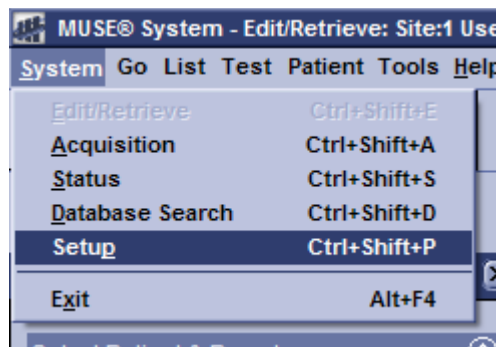 MUSE® System - Edit/Retrieve: Site:1 Use
System Go List Test Patient Tools Help
Edit/Retrieve Ctrl+Shift+E
Acquisition Ctrl+Shift+A
Status Ctrl+Shift+S
Database Search Ctrl+Shift+D
Setup Ctrl+Shift+P
Exit Alt+F4